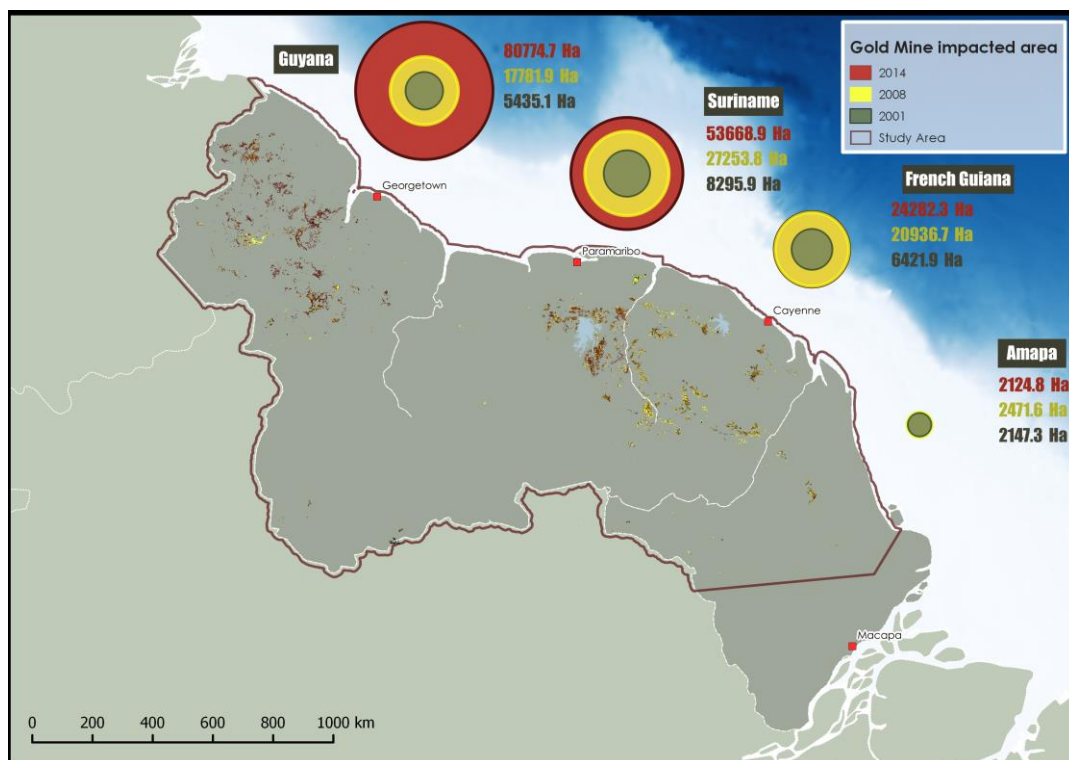 Guyana
80774.7 Ha
17781.9 Ha
5435.1 Ha
Suriname
53668.9 Ha
27253.8 Ha
8295.9 Ha
French Guiana
24282.3 Ha
20936.7 Ha
6421.9 Ha
Amapa
2124.8 Ha
2471.6 Ha
2147.3 Ha
Gold Mine impacted area
2014
2008
2001
Study Area
Georgetown
Paramaribo
Cayenne
Macapa
0 200 400 600 800 1000 km